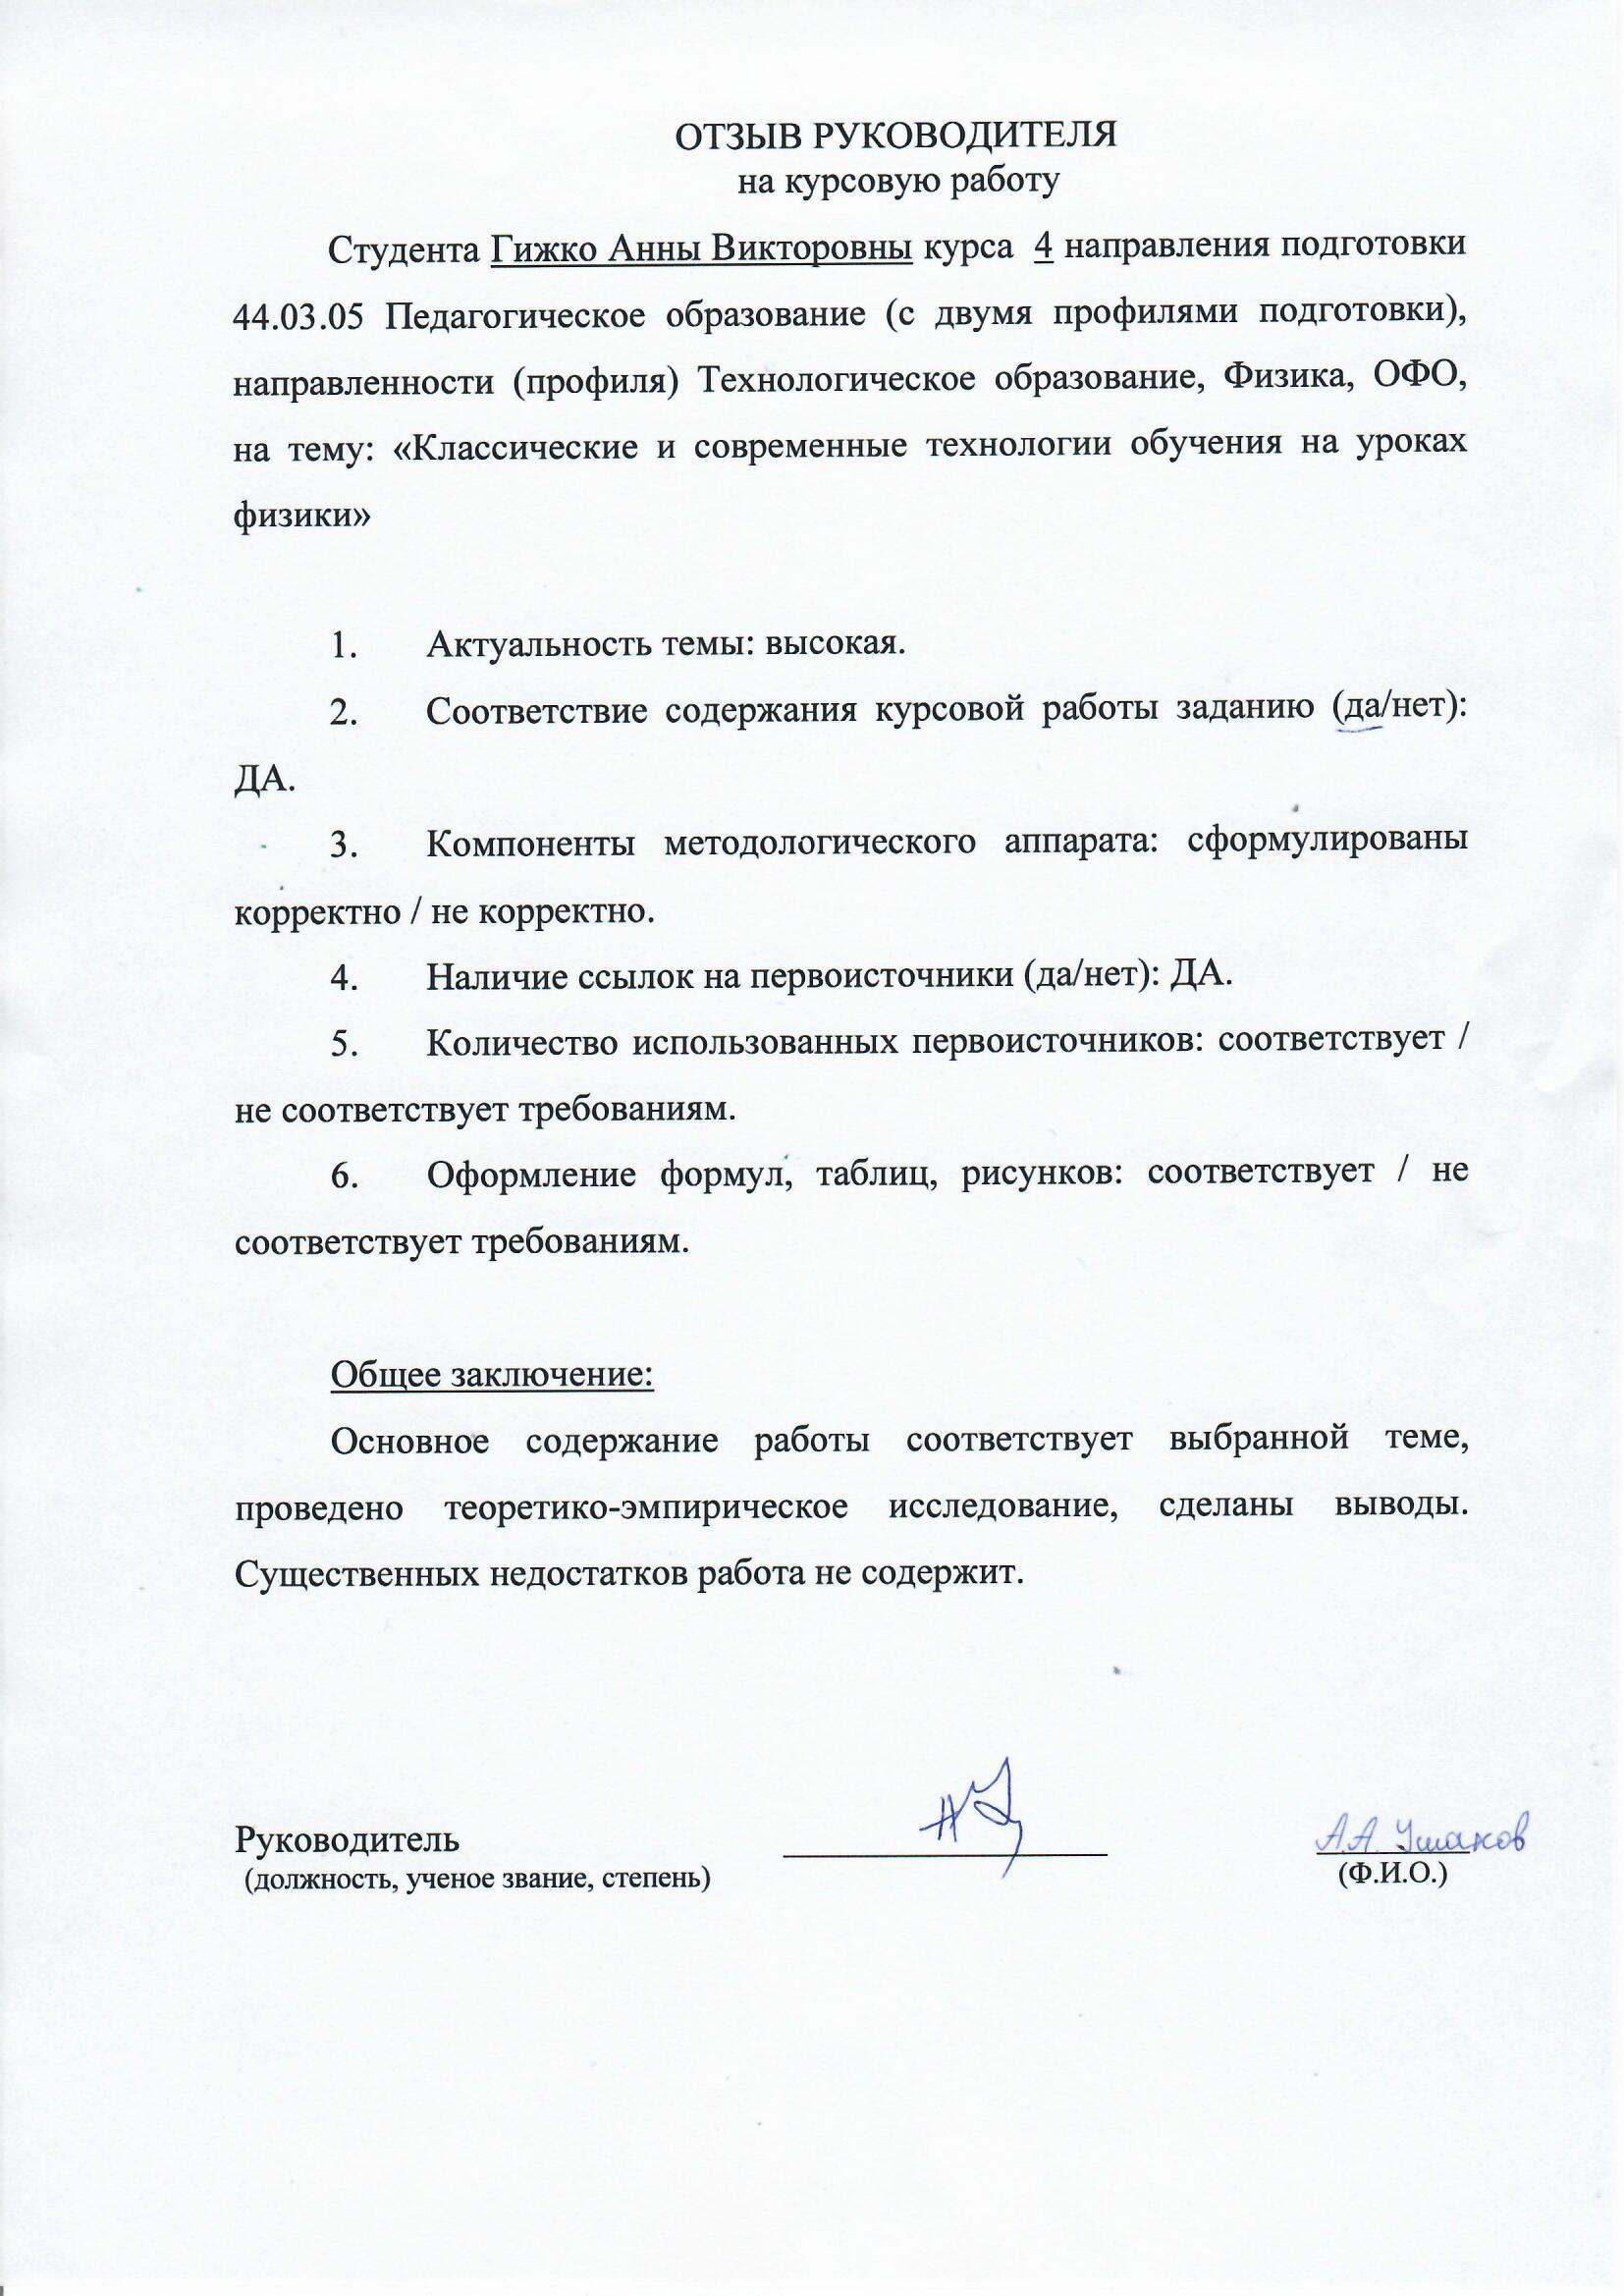 ОТЗЫВ РУКОВОДИТЕЛЯ
на курсовую работу
Студента Гижко Анны Викторовны курса 4 направления подготовки
44.03.05 Педагогическое образование (с двумя профилями подготовки),
направленности (профиля) Технологическое образование, Физика, ОФО,
на тему: «Классические и современные технологии обучения на уроках
физики»
1. Актуальность темы: высокая.
2. Соответствие содержания курсовой работы заданию (да/нет):
ДА.
3. Компоненты методологического аппарата: сформулированы
корректно / не корректно.
4. Наличие ссылок на первоисточники (да/нет): ДА.
5. Количество использованных первоисточников: соответствует /
не соответствует требованиям.
6. Оформление формул, таблиц, рисунков: соответствует / не
соответствует требованиям.
Общее заключение:
Основное содержание работы соответствует выбранной теме,
проведено теоретико-эмпирическое исследование, сделаны выводы.
Существенных недостатков работа не содержит.
Руководитель А.А. Ушаков
(должность, ученое звание, степень) (Ф.И.О.)